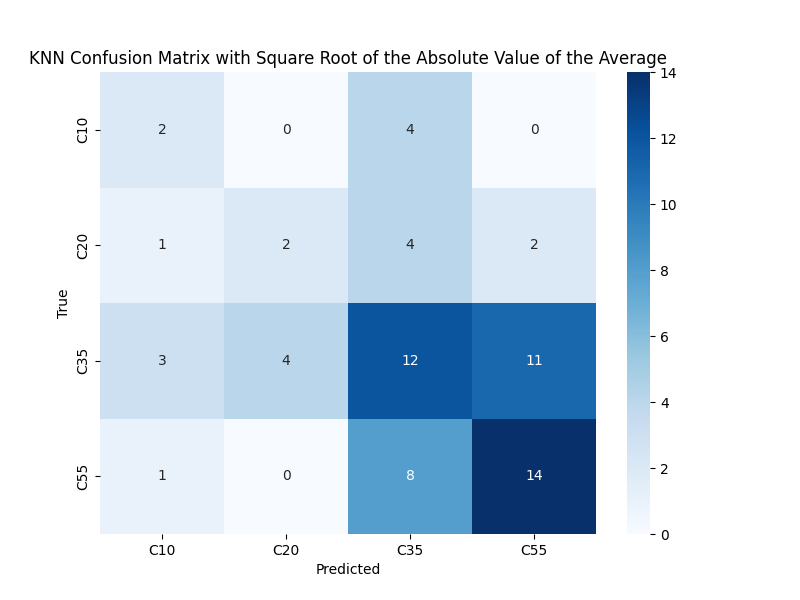 KNN Confusion Matrix with Square Root of the Absolute Value of the Average
C10 2 0 4 0
C20 1 2 4 2
C35 3 4 12 11
C55 1 0 8 14
True
C10 C20 C35 C55
Predicted
14
12
10
8
6
4
2
0